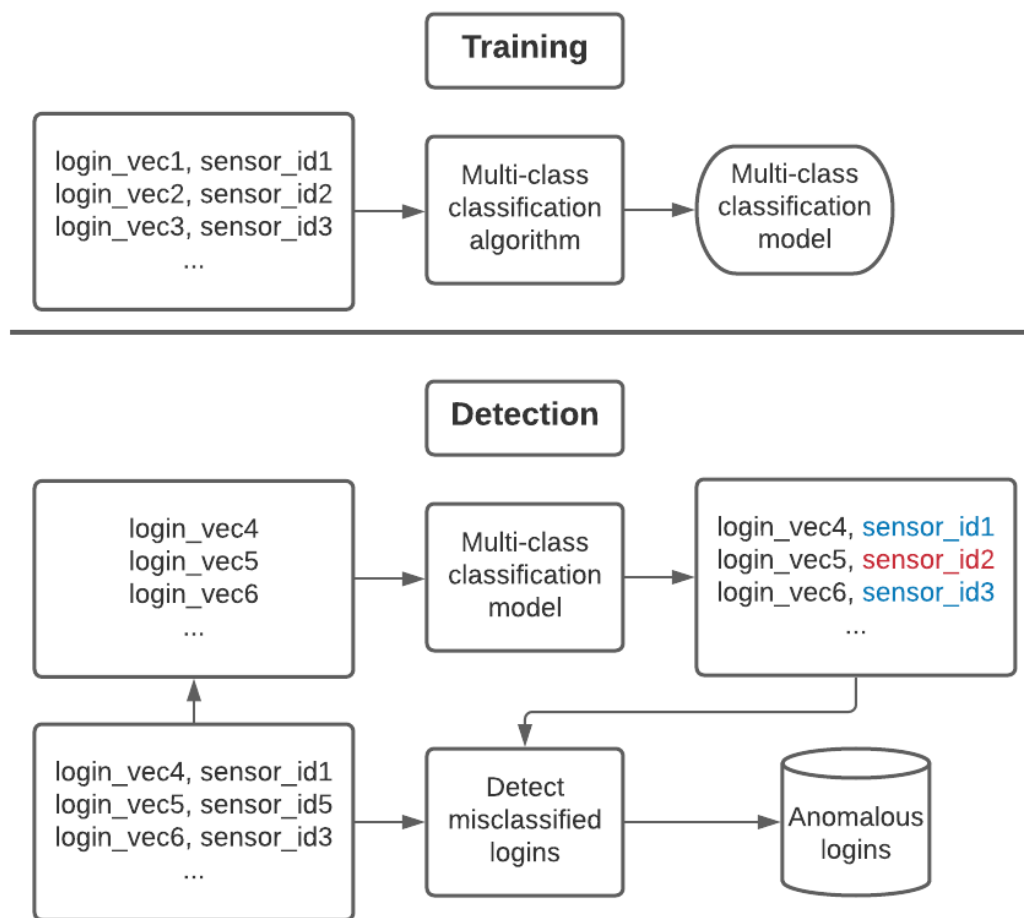 Training
login_vec1, sensor_id1
login_vec2, sensor_id2
login_vec3, sensor_id3
...
Multi-class
classification
algorithm
Multi-class
classification
model
Detection
login_vec4
login_vec5
login_vec6
...
Multi-class
classification
model
login_vec4, sensor_id1
login_vec5, sensor_id2
login_vec6, sensor_id3
...
login_vec4, sensor_id1
login_vec5, sensor_id5
login_vec6, sensor_id3
...
Detect
misclassified
logins
Anomalous
logins